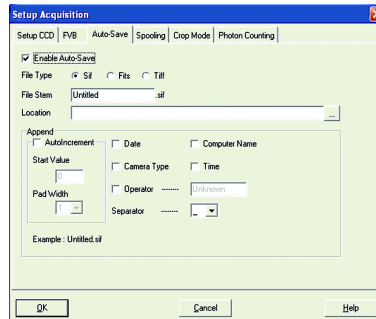 Setup Acquisition
Setup CCD FVB Auto-Save Spooling Crop Mode Photon Counting
Enable Auto-Save
File Type Sif Fits Tiff
File Stem Untitled .sif
Location ...
Append
AutoIncrement Date Computer Name
Start Value Camera Type Time
0
Operator -------- Unknown
Pad Width
1 Separator -------- _
Example : Untitled.sif
OK Cancel Help